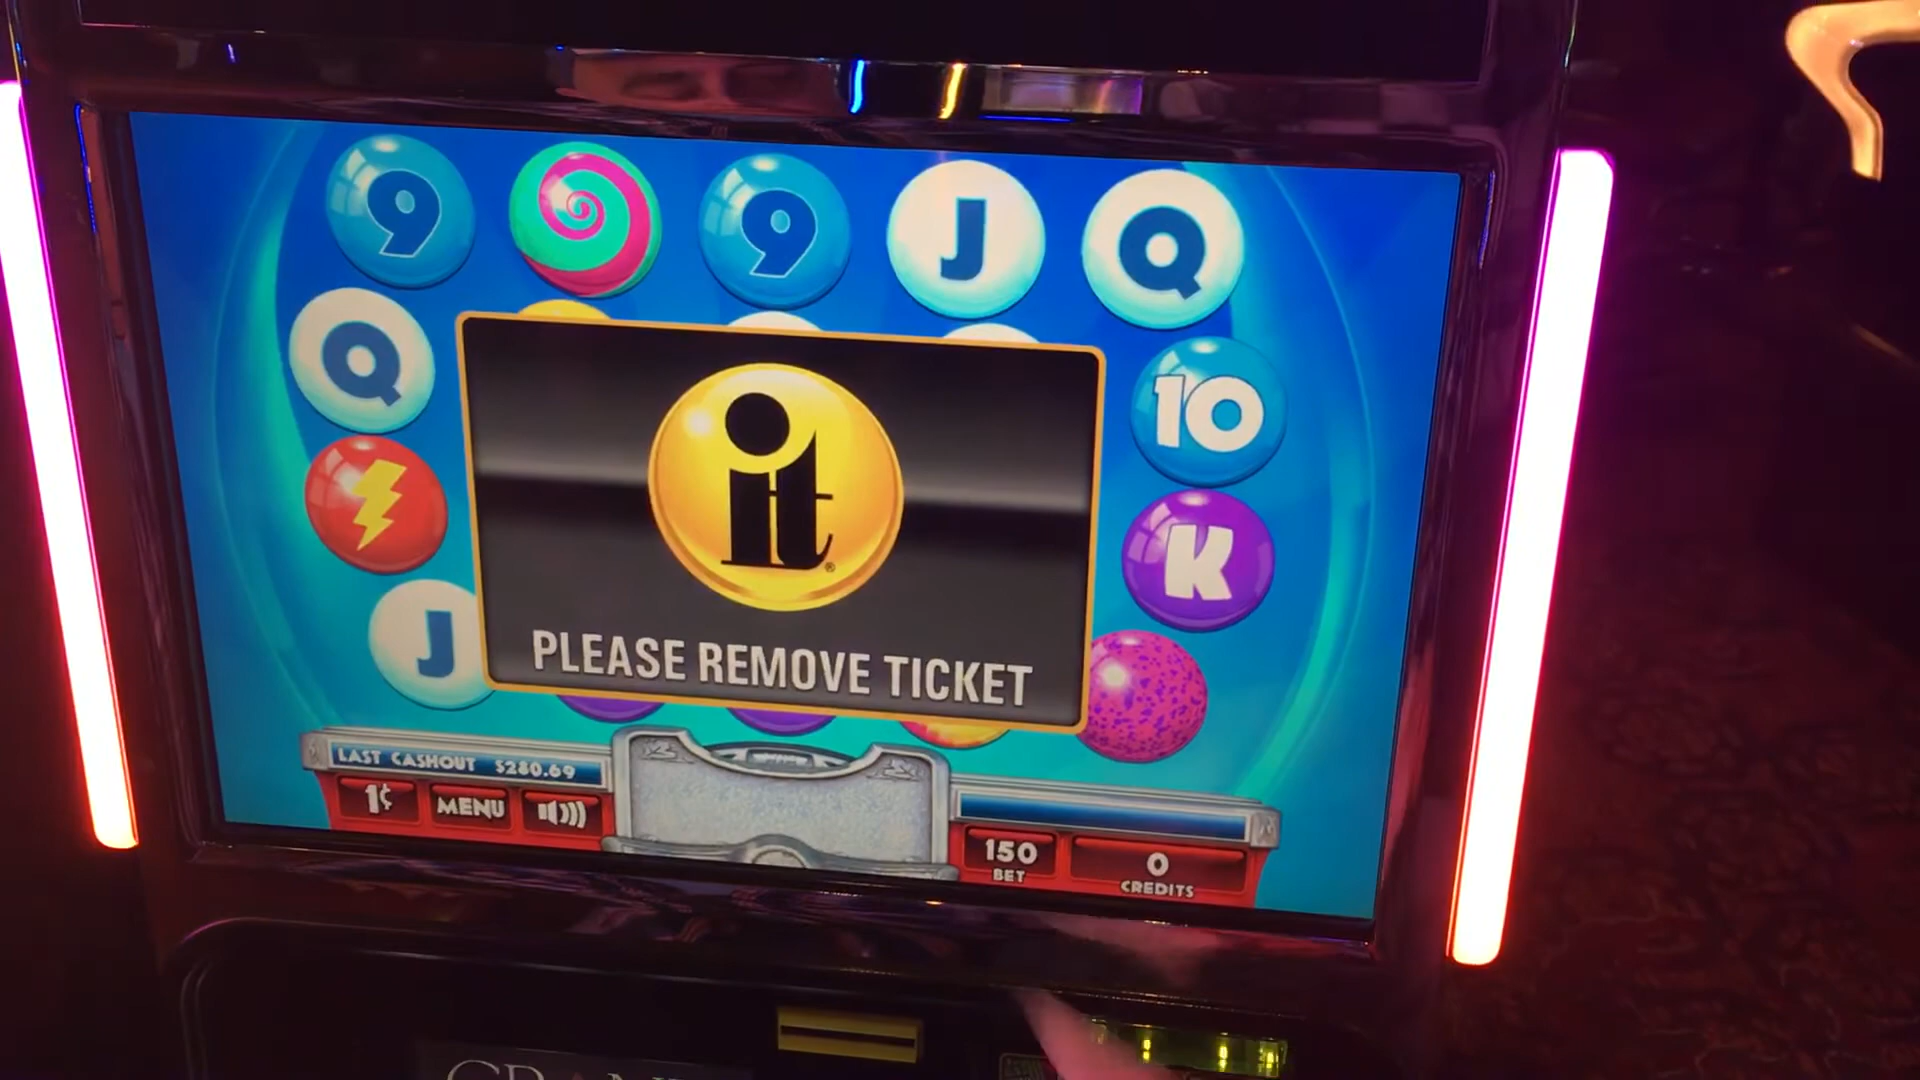 9
9
J
Q
Q
10
K
J
it®
PLEASE REMOVE TICKET
LAST CASHOUT $280.69
1¢
MENU
150
BET
0
CREDITS